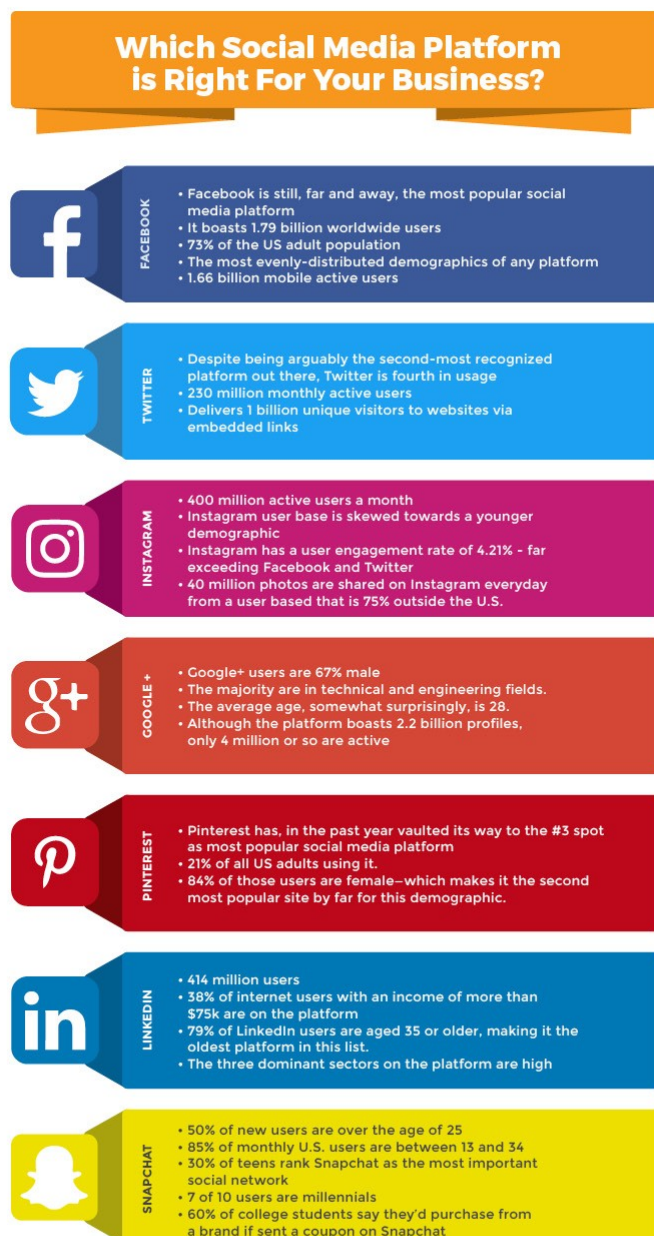 Which Social Media Platform
is Right For Your Business?
FACEBOOK
• Facebook is still, far and away, the most popular social
media platform
• It boasts 1.79 billion worldwide users
• 73% of the US adult population
• The most evenly-distributed demographics of any platform
• 1.66 billion mobile active users
TWITTER
• Despite being arguably the second-most recognized
platform out there, Twitter is fourth in usage
• 230 million monthly active users
• Delivers 1 billion unique visitors to websites via
embedded links
INSTAGRAM
• 400 million active users a month
• Instagram user base is skewed towards a younger
demographic
• Instagram has a user engagement rate of 4.21% - far
exceeding Facebook and Twitter
• 40 million photos are shared on Instagram everyday
from a user based that is 75% outside the U.S.
g+
GOOGLE +
• Google+ users are 67% male
• The majority are in technical and engineering fields.
• The average age, somewhat surprisingly, is 28.
• Although the platform boasts 2.2 billion profiles,
only 4 million or so are active
PINTEREST
• Pinterest has, in the past year vaulted its way to the #3 spot
as most popular social media platform
• 21% of all US adults using it.
• 84% of those users are female—which makes it the second
most popular site by far for this demographic.
in
LINKEDIN
• 414 million users
• 38% of internet users with an income of more than
$75k are on the platform
• 79% of LinkedIn users are aged 35 or older, making it the
oldest platform in this list.
• The three dominant sectors on the platform are high
SNAPCHAT
• 50% of new users are over the age of 25
• 85% of monthly U.S. users are between 13 and 34
• 30% of teens rank Snapchat as the most important
social network
• 7 of 10 users are millennials
• 60% of college students say they'd purchase from
a brand if sent a coupon on Snapchat